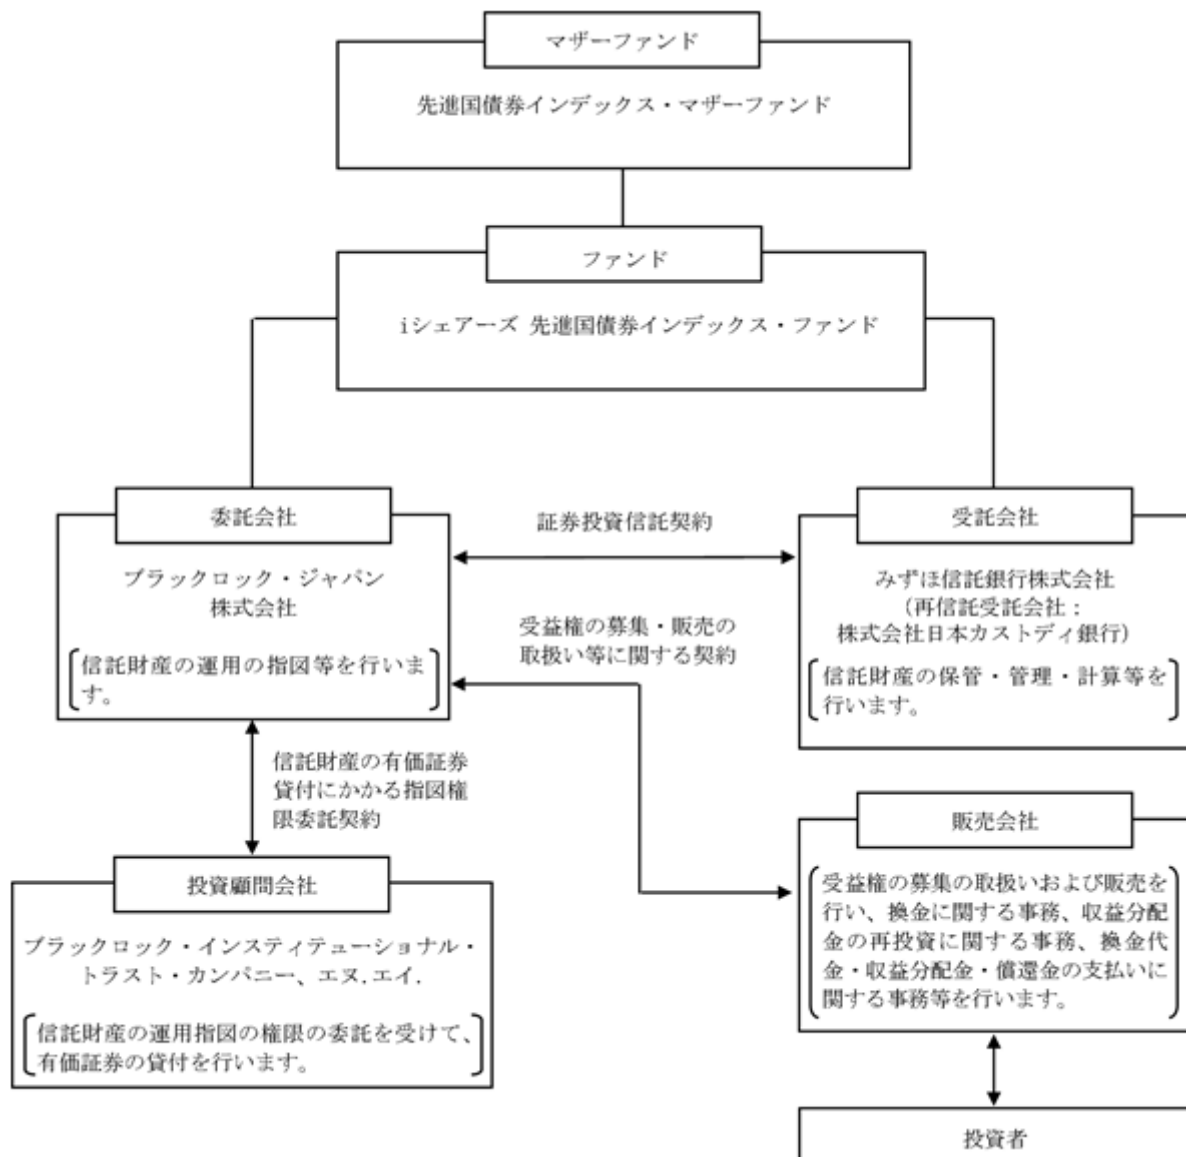 マザーファンド
先進国債券インデックス・マザーファンド
ファンド
iシェアーズ 先進国債券インデックス・ファンド
委託会社
ブラックロック・ジャパン
株式会社
信託財産の運用の指図等を行いま
す。
証券投資信託契約
受益権の募集・販売の
取扱い等に関する契約
受託会社
みずほ信託銀行株式会社
(再信託受託会社:
株式会社日本カストディ銀行)
信託財産の保管・管理・計算等を
行います。
信託財産の有価証券
貸付にかかる指図権
限委託契約
投資顧問会社
ブラックロック・インスティテューショナル・
トラスト・カンパニー、エヌ.エイ.
信託財産の運用指図の権限の委託を受けて、
有価証券の貸付を行います。
販売会社
受益権の募集の取扱いおよび販売を
行い、換金に関する事務、収益分配
金の再投資に関する事務、換金代
金・収益分配金・償還金の支払いに
関する事務等を行います。
投資者